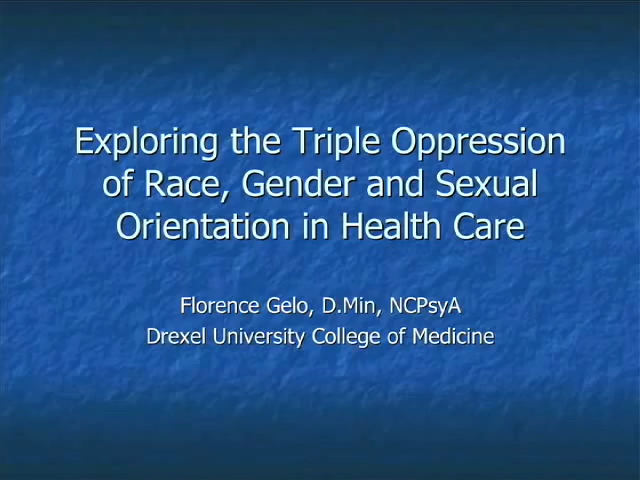 Exploring the Triple Oppression
of Race, Gender and Sexual
Orientation in Health Care
Florence Gelo, D.Min, NCPsyA
Drexel University College of Medicine